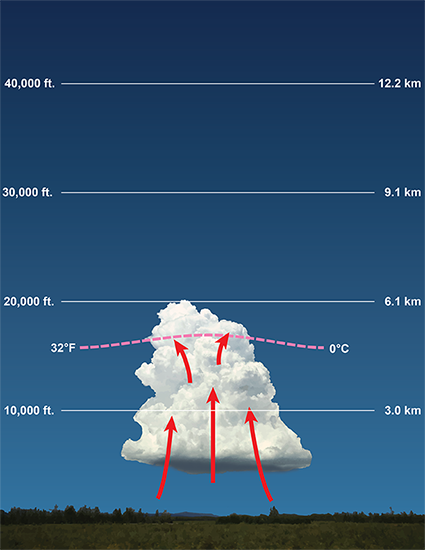 40,000 ft. 12.2 km
30,000 ft. 9.1 km
20,000 ft. 6.1 km
32°F 0°C
10,000 ft. 3.0 km